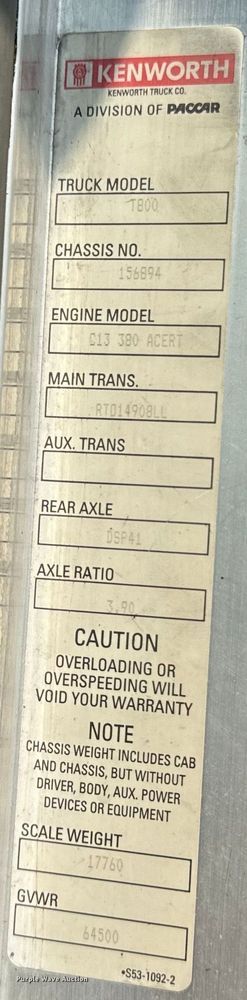 KENWORTH
KENWORTH TRUCK CO.
A DIVISION OF PACCAR
TRUCK MODEL
T800
CHASSIS NO.
156894
ENGINE MODEL
C13 380 ACERT
MAIN TRANS.
RTO14908LL
AUX. TRANS
REAR AXLE
DSP41
AXLE RATIO
3.90
CAUTION
OVERLOADING OR
OVERSPEEDING WILL
VOID YOUR WARRANTY
NOTE
CHASSIS WEIGHT INCLUDES CAB
AND CHASSIS, BUT WITHOUT
DRIVER, BODY, AUX. POWER
DEVICES OR EQUIPMENT
SCALE WEIGHT
17760
GVWR
64500
•S53-1092-2
Purple Wave Auction